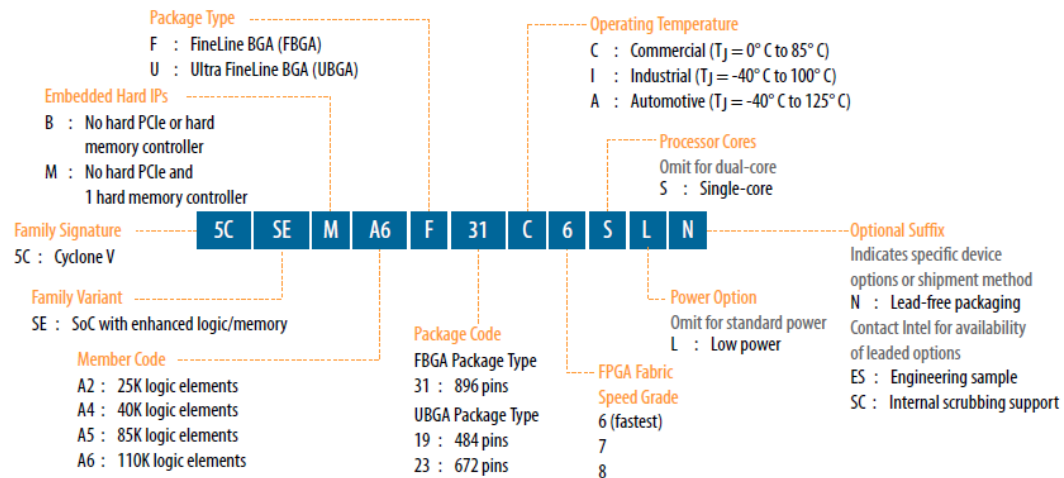 Package Type
F : FineLine BGA (FBGA)
U : Ultra FineLine BGA (UBGA)
Operating Temperature
C : Commercial (TJ = 0° C to 85° C)
I : Industrial (TJ = -40° C to 100° C)
A : Automotive (TJ = -40° C to 125° C)
Embedded Hard IPs
B : No hard PCIe or hard
memory controller
M : No hard PCIe and
1 hard memory controller
Processor Cores
Omit for dual-core
S : Single-core
5C SE M A6 F 31 C 6 S L N
Family Signature
5C : Cyclone V
Family Variant
SE : SoC with enhanced logic/memory
Member Code
A2 : 25K logic elements
A4 : 40K logic elements
A5 : 85K logic elements
A6 : 110K logic elements
Package Code
FBGA Package Type
31 : 896 pins
UBGA Package Type
19 : 484 pins
23 : 672 pins
FPGA Fabric
Speed Grade
6 (fastest)
7
8
Power Option
Omit for standard power
L : Low power
Optional Suffix
Indicates specific device
options or shipment method
N : Lead-free packaging
Contact Intel for availability
of leaded options
ES : Engineering sample
SC : Internal scrubbing support